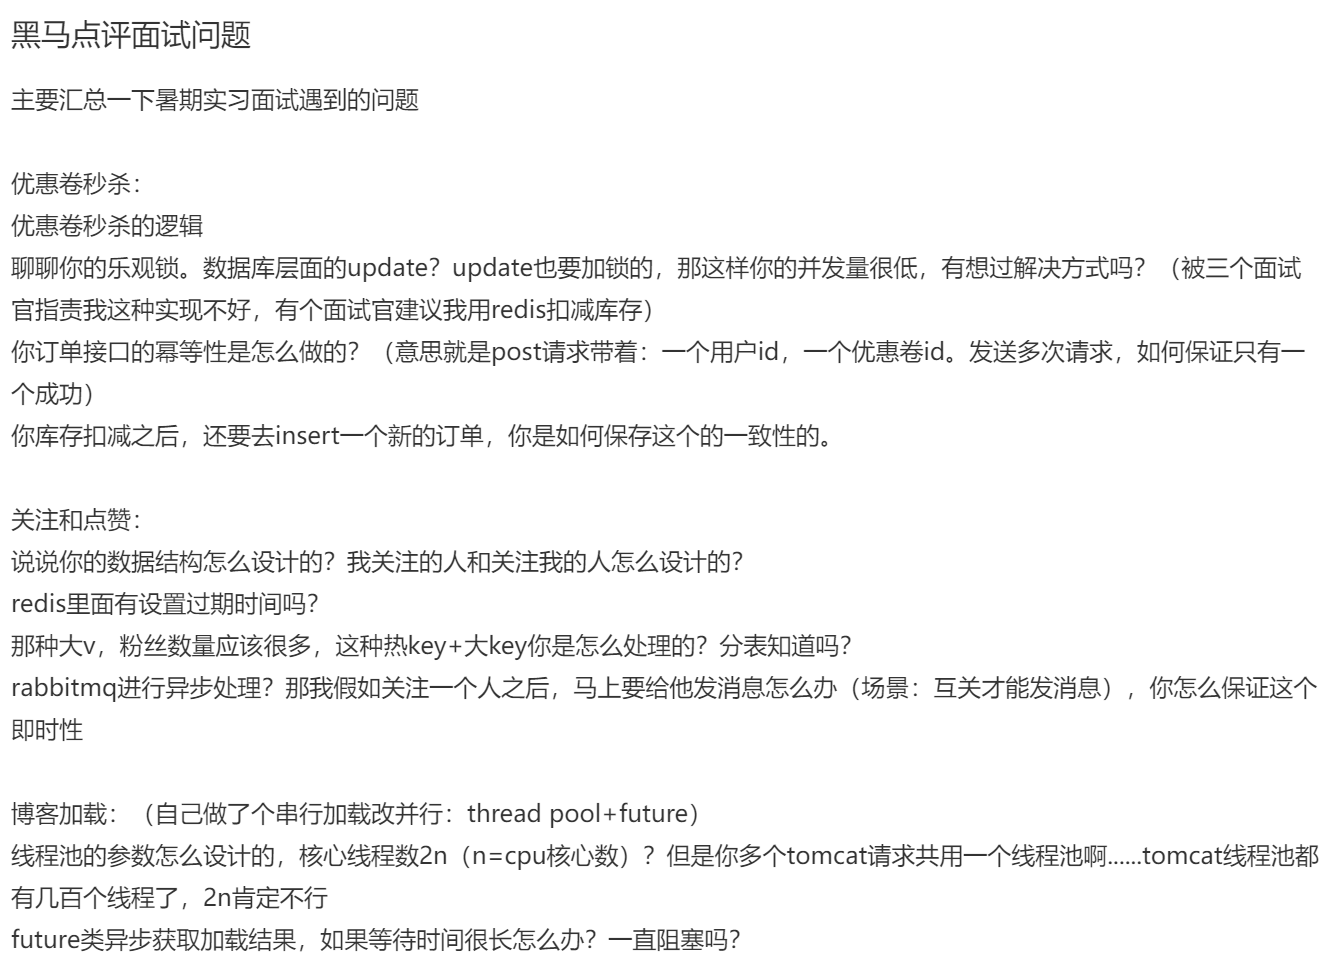 黑马点评面试问题
主要汇总一下暑期实习面试遇到的问题
优惠卷秒杀：
优惠卷秒杀的逻辑
聊聊你的乐观锁。数据库层面的update？update也要加锁的，那这样你的并发量很低，有想过解决方式吗？（被三个面试
官指责我这种实现不好，有个面试官建议我用redis扣减库存）
你订单接口的幂等性是怎么做的？（意思就是post请求带着：一个用户id，一个优惠卷id。发送多次请求，如何保证只有一
个成功）
你库存扣减之后，还要去insert一个新的订单，你是如何保存这个的一致性的。
关注和点赞：
说说你的数据结构怎么设计的？我关注的人和关注我的人怎么设计的？
redis里面有设置过期时间吗？
那种大v，粉丝数量应该很多，这种热key+大key你是怎么处理的？分表知道吗？
rabbitmq进行异步处理？那我假如关注一个人之后，马上要给他发消息怎么办（场景：互关才能发消息），你怎么保证这个
即时性
博客加载：（自己做了个串行加载改并行：thread pool+future）
线程池的参数怎么设计的，核心线程数2n（n=cpu核心数）？但是你多个tomcat请求共用一个线程池啊......tomcat线程池都
有几百个线程了，2n肯定不行
future类异步获取加载结果，如果等待时间很长怎么办？一直阻塞吗？